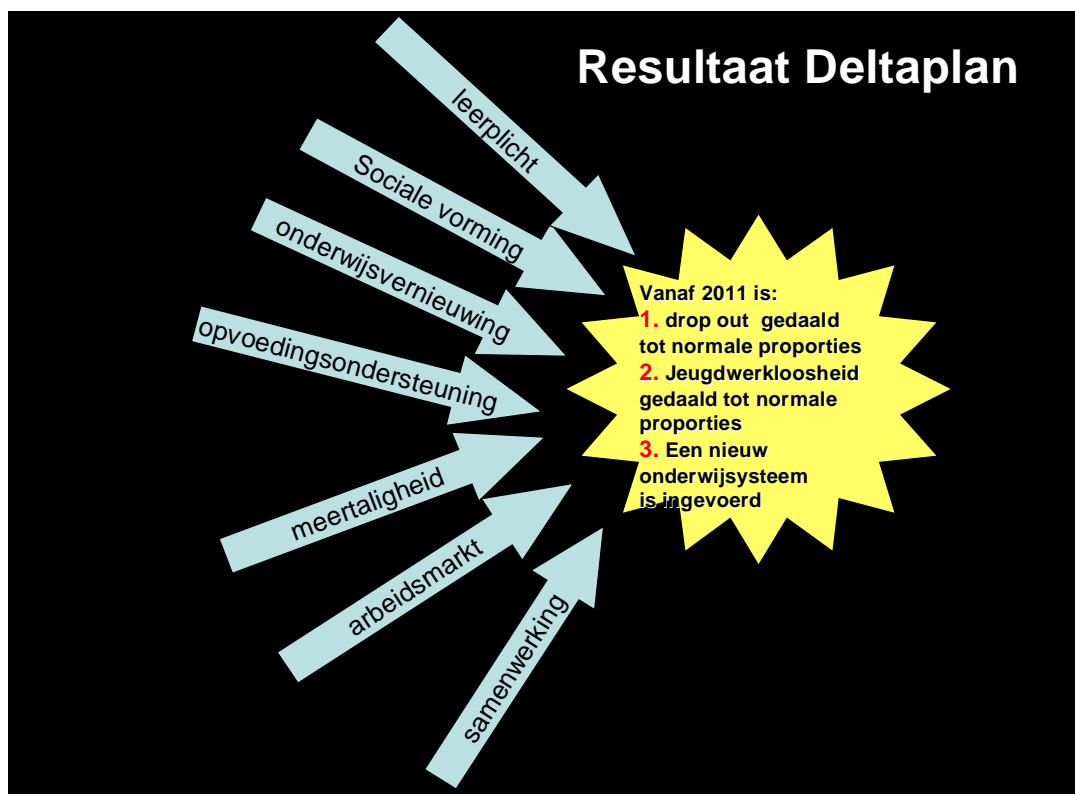 Resultaat Deltaplan
leerplicht
Sociale vorming
onderwijsvernieuwing
opvoedingsondersteuning
meertaligheid
arbeidsmarkt
samenwerking
Vanaf 2011 is:
1. drop out gedaald
tot normale proporties
2. Jeugdwerkloosheid
gedaald tot normale
proporties
3. Een nieuw
onderwijsysteem
is ingevoerd